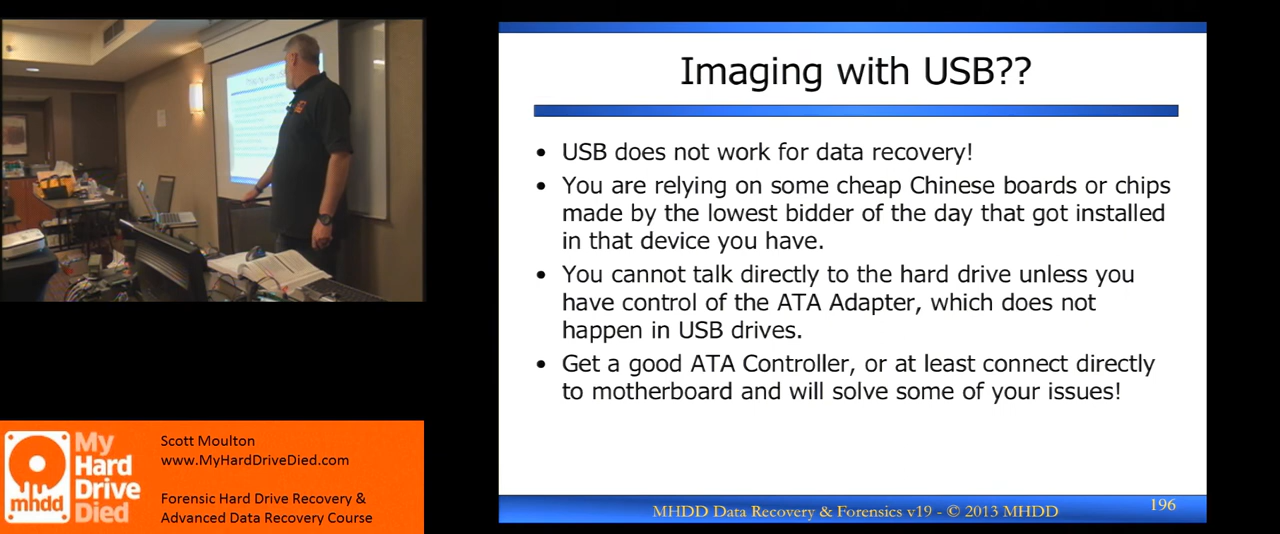 Imaging with USB??
• USB does not work for data recovery!
• You are relying on some cheap Chinese boards or chips
made by the lowest bidder of the day that got installed
in that device you have.
• You cannot talk directly to the hard drive unless you
have control of the ATA Adapter, which does not
happen in USB drives.
• Get a good ATA Controller, or at least connect directly
to motherboard and will solve some of your issues!
MHDD Data Recovery & Forensics v19 - © 2013 MHDD
196
mhdd
My
Hard
Drive
Died
Scott Moulton
www.MyHardDriveDied.com
Forensic Hard Drive Recovery &
Advanced Data Recovery Course